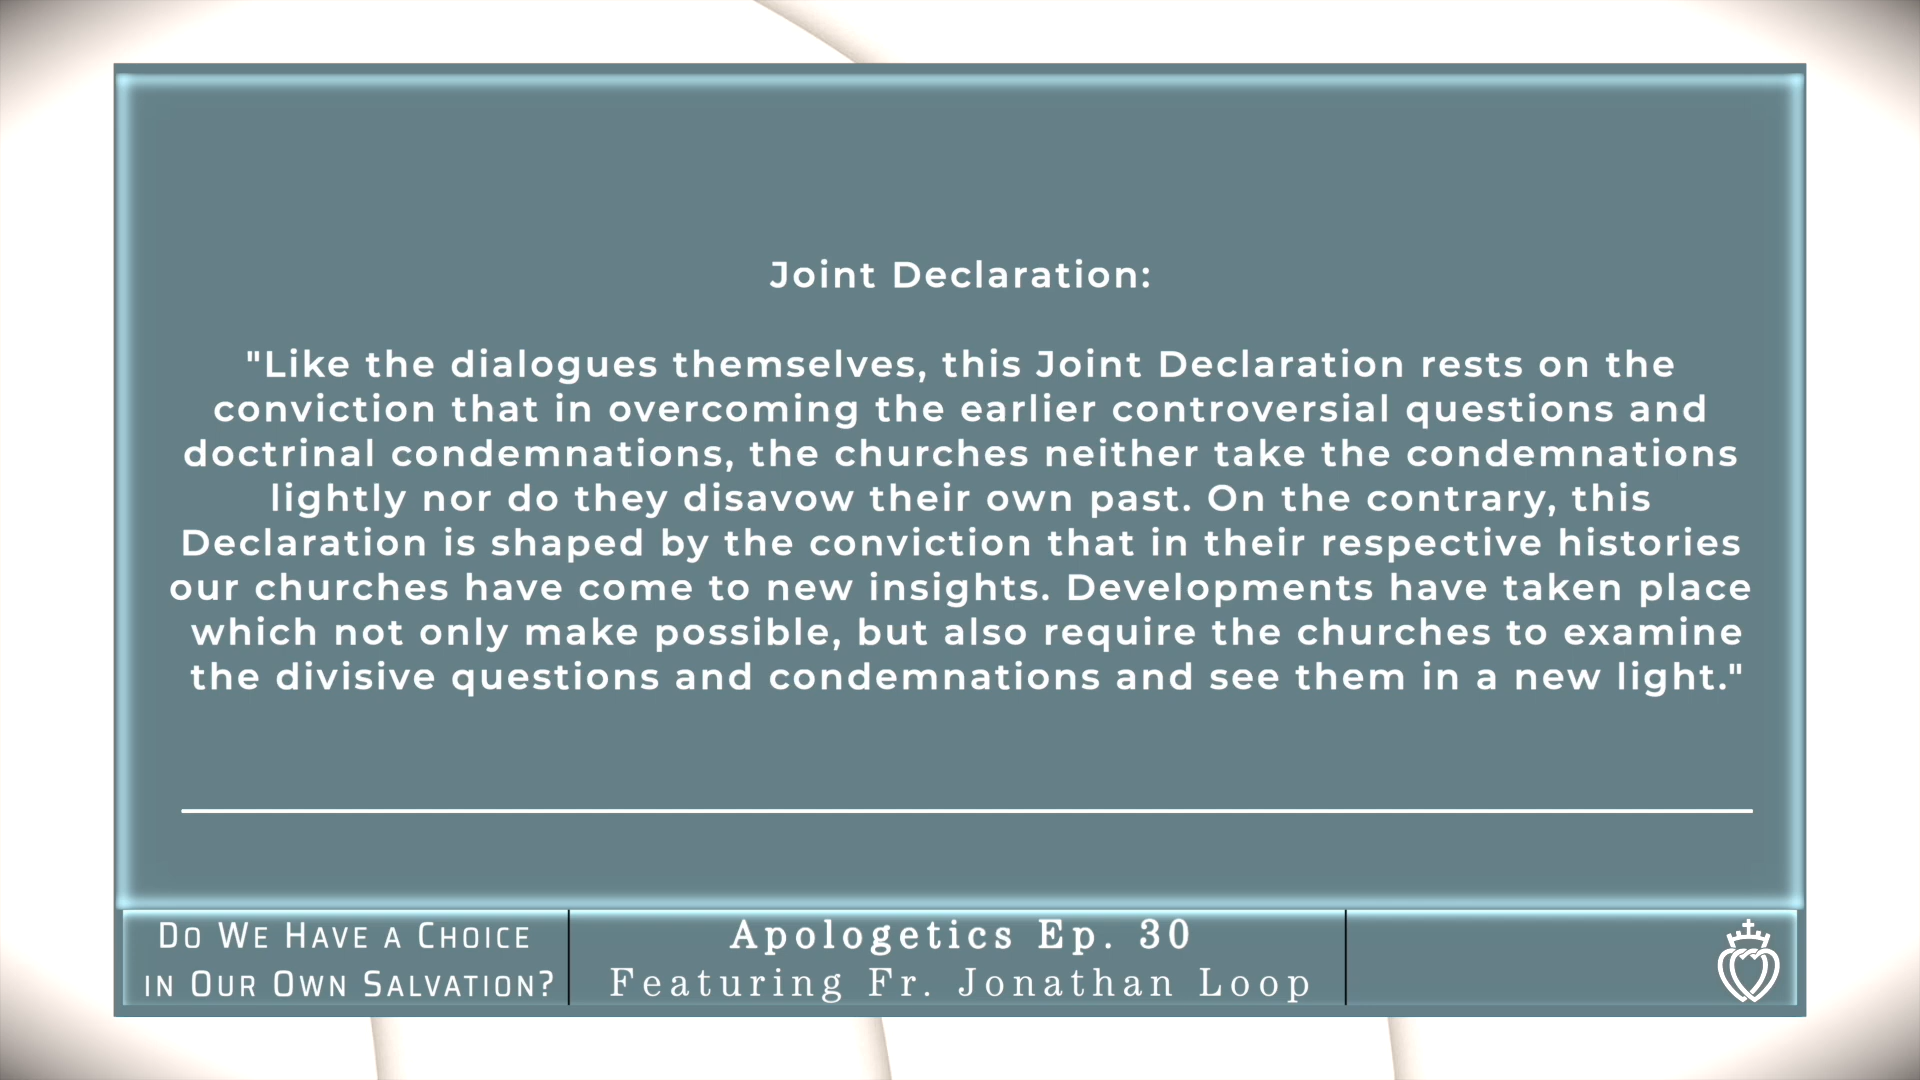 Joint Declaration:
"Like the dialogues themselves, this Joint Declaration rests on the
conviction that in overcoming the earlier controversial questions and
doctrinal condemnations, the churches neither take the condemnations
lightly nor do they disavow their own past. On the contrary, this
Declaration is shaped by the conviction that in their respective histories
our churches have come to new insights. Developments have taken place
which not only make possible, but also require the churches to examine
the divisive questions and condemnations and see them in a new light."
Do We Have a Choice
in Our Own Salvation?
Apologetics Ep. 30
Featuring Fr. Jonathan Loop